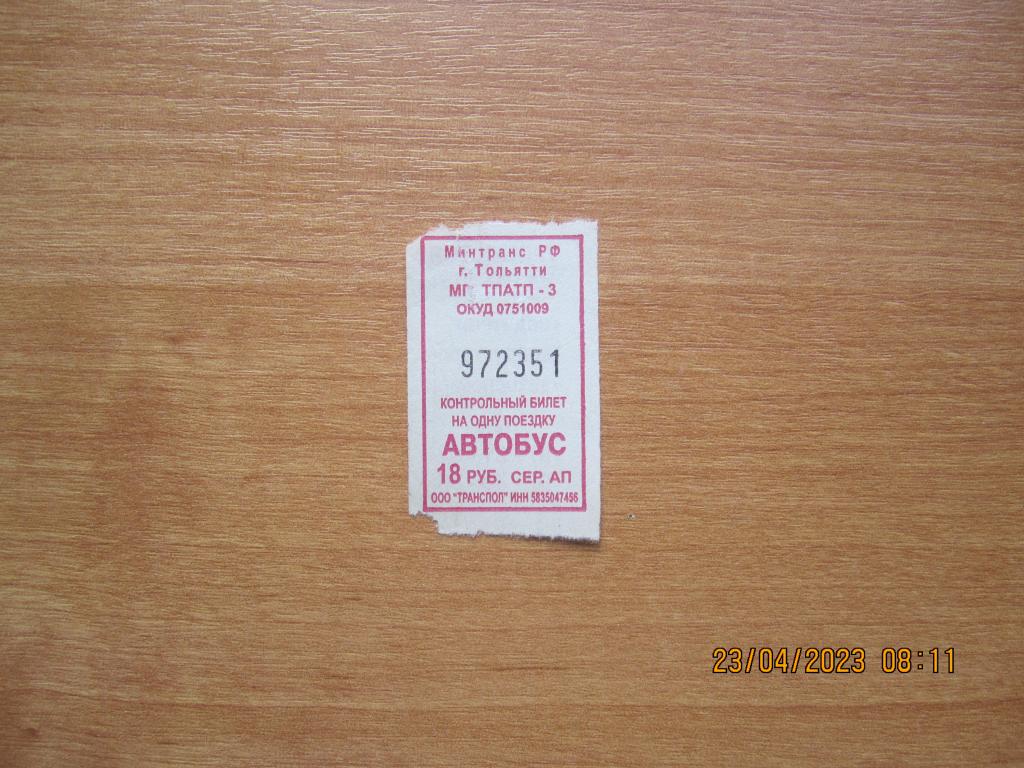 Минтранс РФ
г. Тольятти
МП ТПАТП - 3
ОКУД 0751009
972351
КОНТРОЛЬНЫЙ БИЛЕТ
НА ОДНУ ПОЕЗДКУ
АВТОБУС
18 РУБ. СЕР. АП
ООО "ТРАНСПОЛ" ИНН 5835047456
23/04/2023 08:11